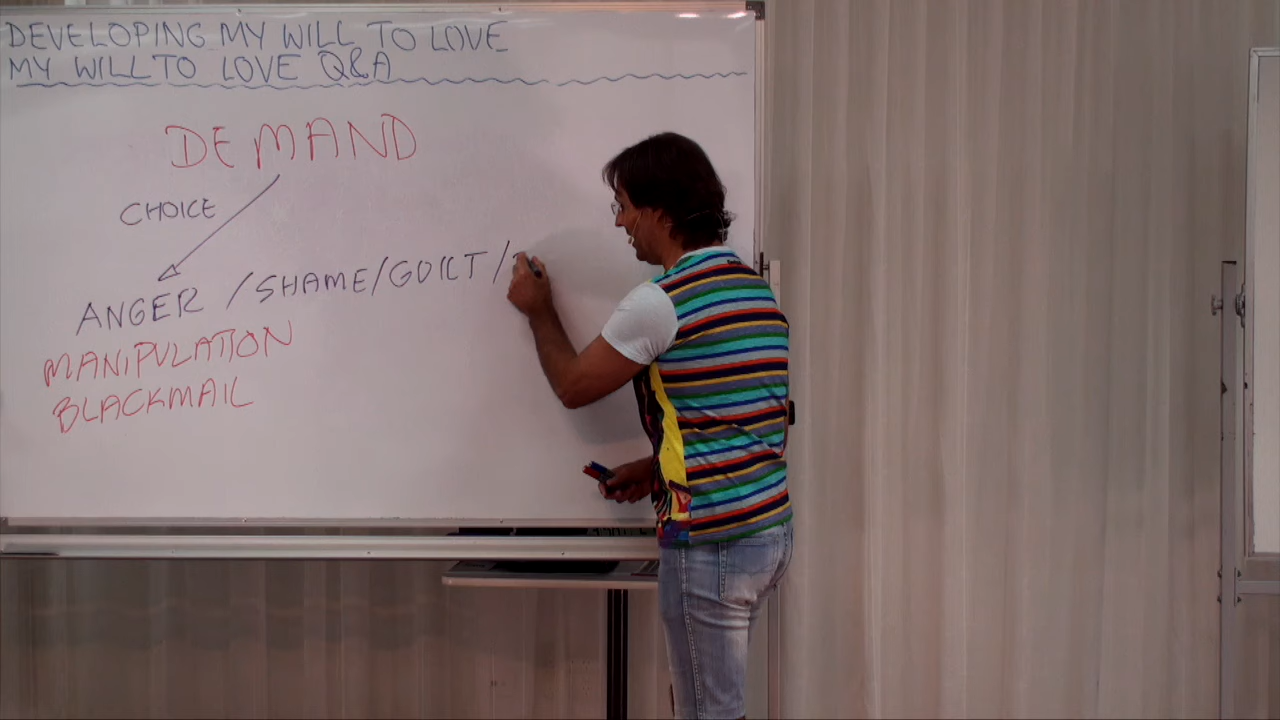 DEVELOPING MY WILL TO LOVE
MY WILL TO LOVE Q&A
DEMAND
CHOICE
ANGER / SHAME / GUILT /
MANIPULATION
BLACKMAIL